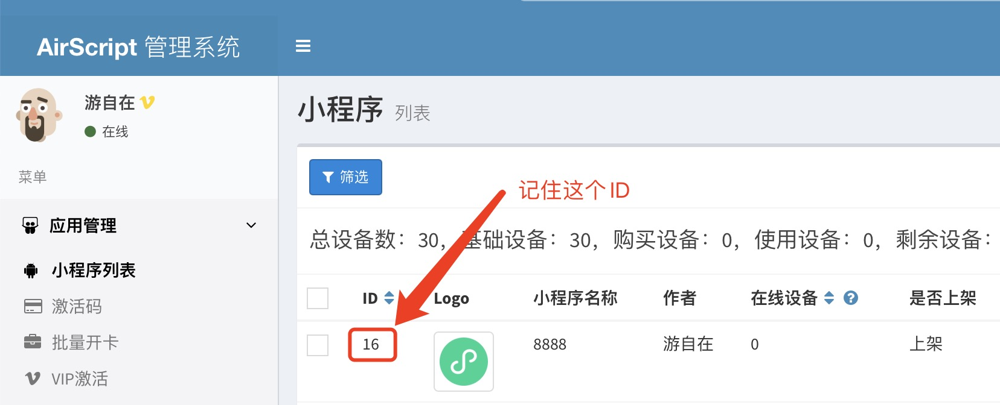 AirScript 管理系统
游自在
在线
菜单
应用管理
小程序列表
激活码
批量开卡
VIP激活
小程序 列表
筛选
记住这个ID
总设备数：30，基础设备：30，购买设备：0，使用设备：0，剩余设备：
ID Logo 小程序名称 作者 在线设备 是否上架
16 8888 游自在 0 上架